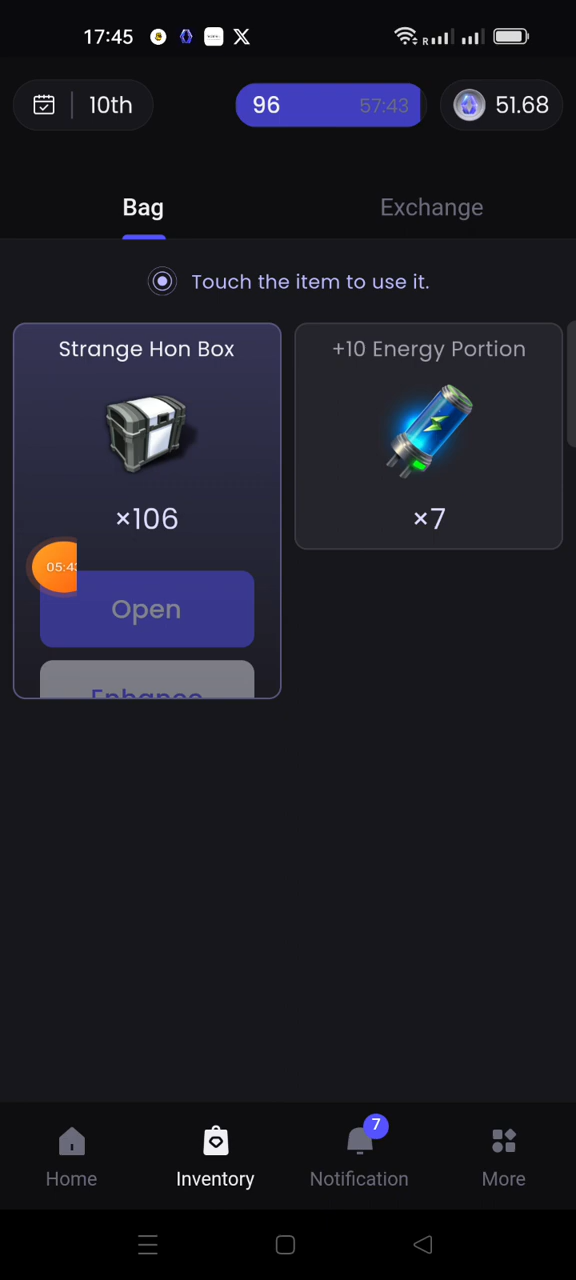 17:45
10th
96 57:43
51.68
Bag Exchange
Touch the item to use it.
Strange Hon Box
×106
Open
Enhance
+10 Energy Portion
×7
7
Home Inventory Notification More